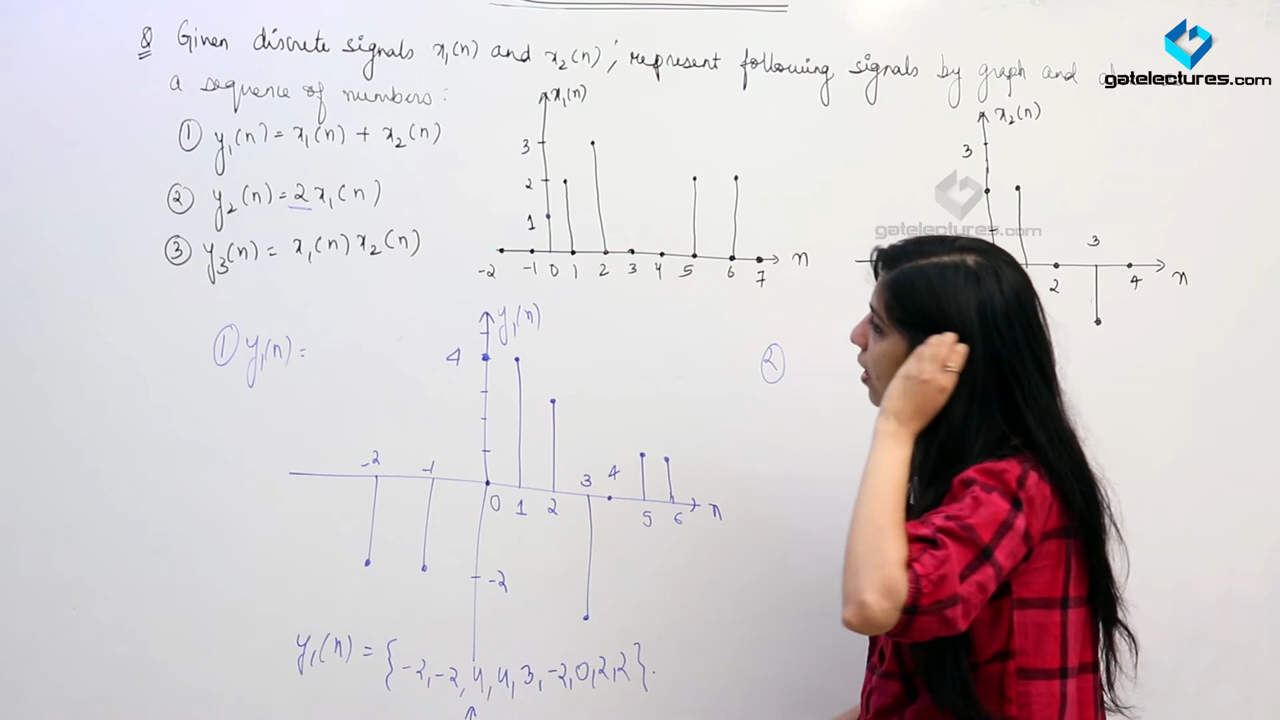 Q Given discrete signals x₁(n) and x₂(n); represent following signals by graph and
a sequence of numbers:
① y₁(n) = x₁(n) + x₂(n)
② y₂(n) = 2 x₁(n)
③ y₃(n) = x₁(n) x₂(n)
x₁(n)
3
2
1
-2 -1 0 1 2 3 4 5 6 7 n
x₂(n)
3
3
2 4 n
① y₁(n) =
y₁(n)
4
-2 -1 3 4
0 1 2 5 6 n
-2
y₁(n) = {-2,-2,4,4,3,-2,0,2,2}.
↑
②
gatelectures.com
gatelectures.com